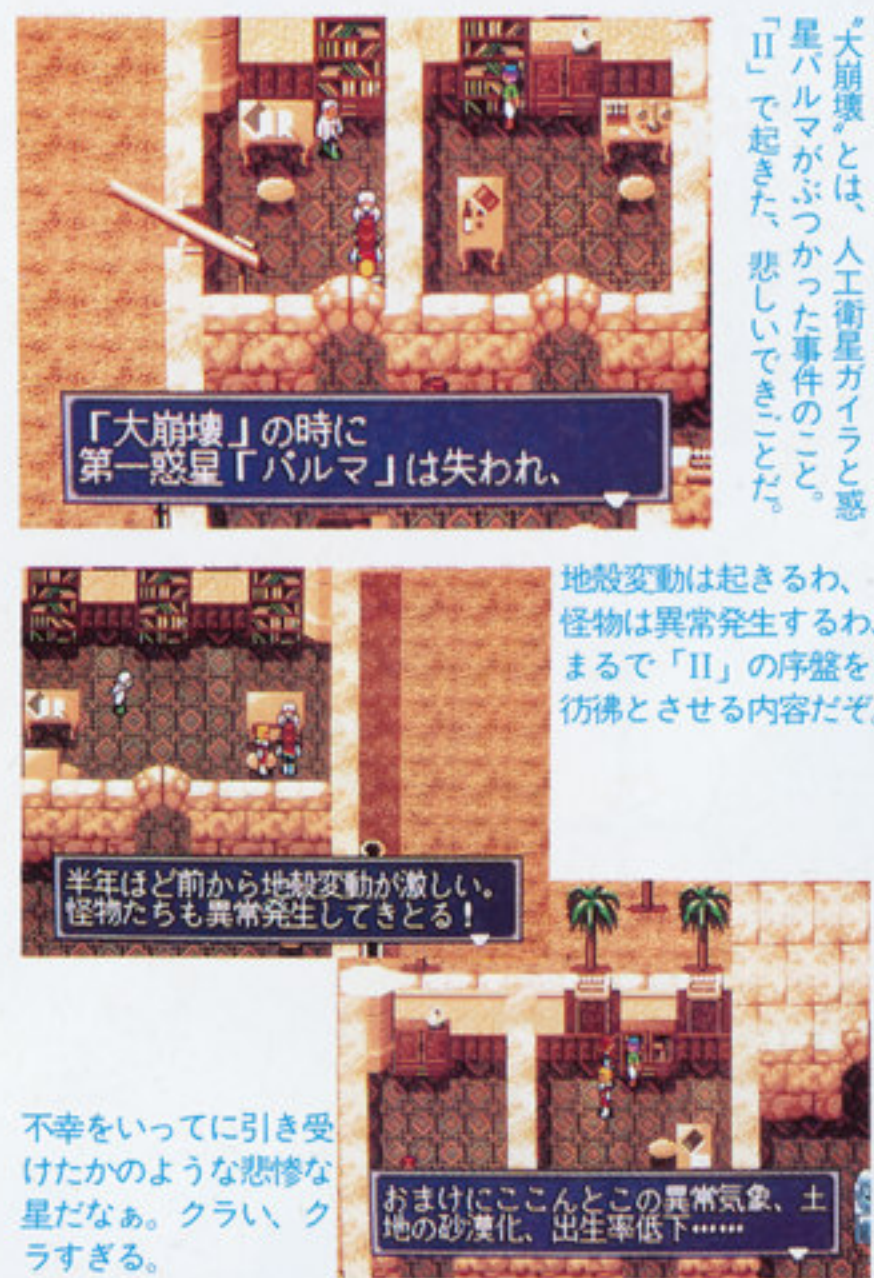 〝大崩壊〟とは、人工衛星ガイラと惑
星パルマがぶつかった事件のこと。
「II」で起きた、悲しいできごとだ。
「大崩壊」の時に
第一惑星「パルマ」は失われ、
地殻変動は起きるわ、
怪物は異常発生するわ、
まるで「II」の序盤を
彷彿とさせる内容だぞ。
半年ほど前から地殻変動が激しい。
怪物たちも異常発生してきとる!
不幸をいってに引き受
けたかのような悲惨な
星だなぁ。クラい、ク
ラすぎる。
おまけにここんとこの異常気象、土
地の砂漠化、出生率低下……